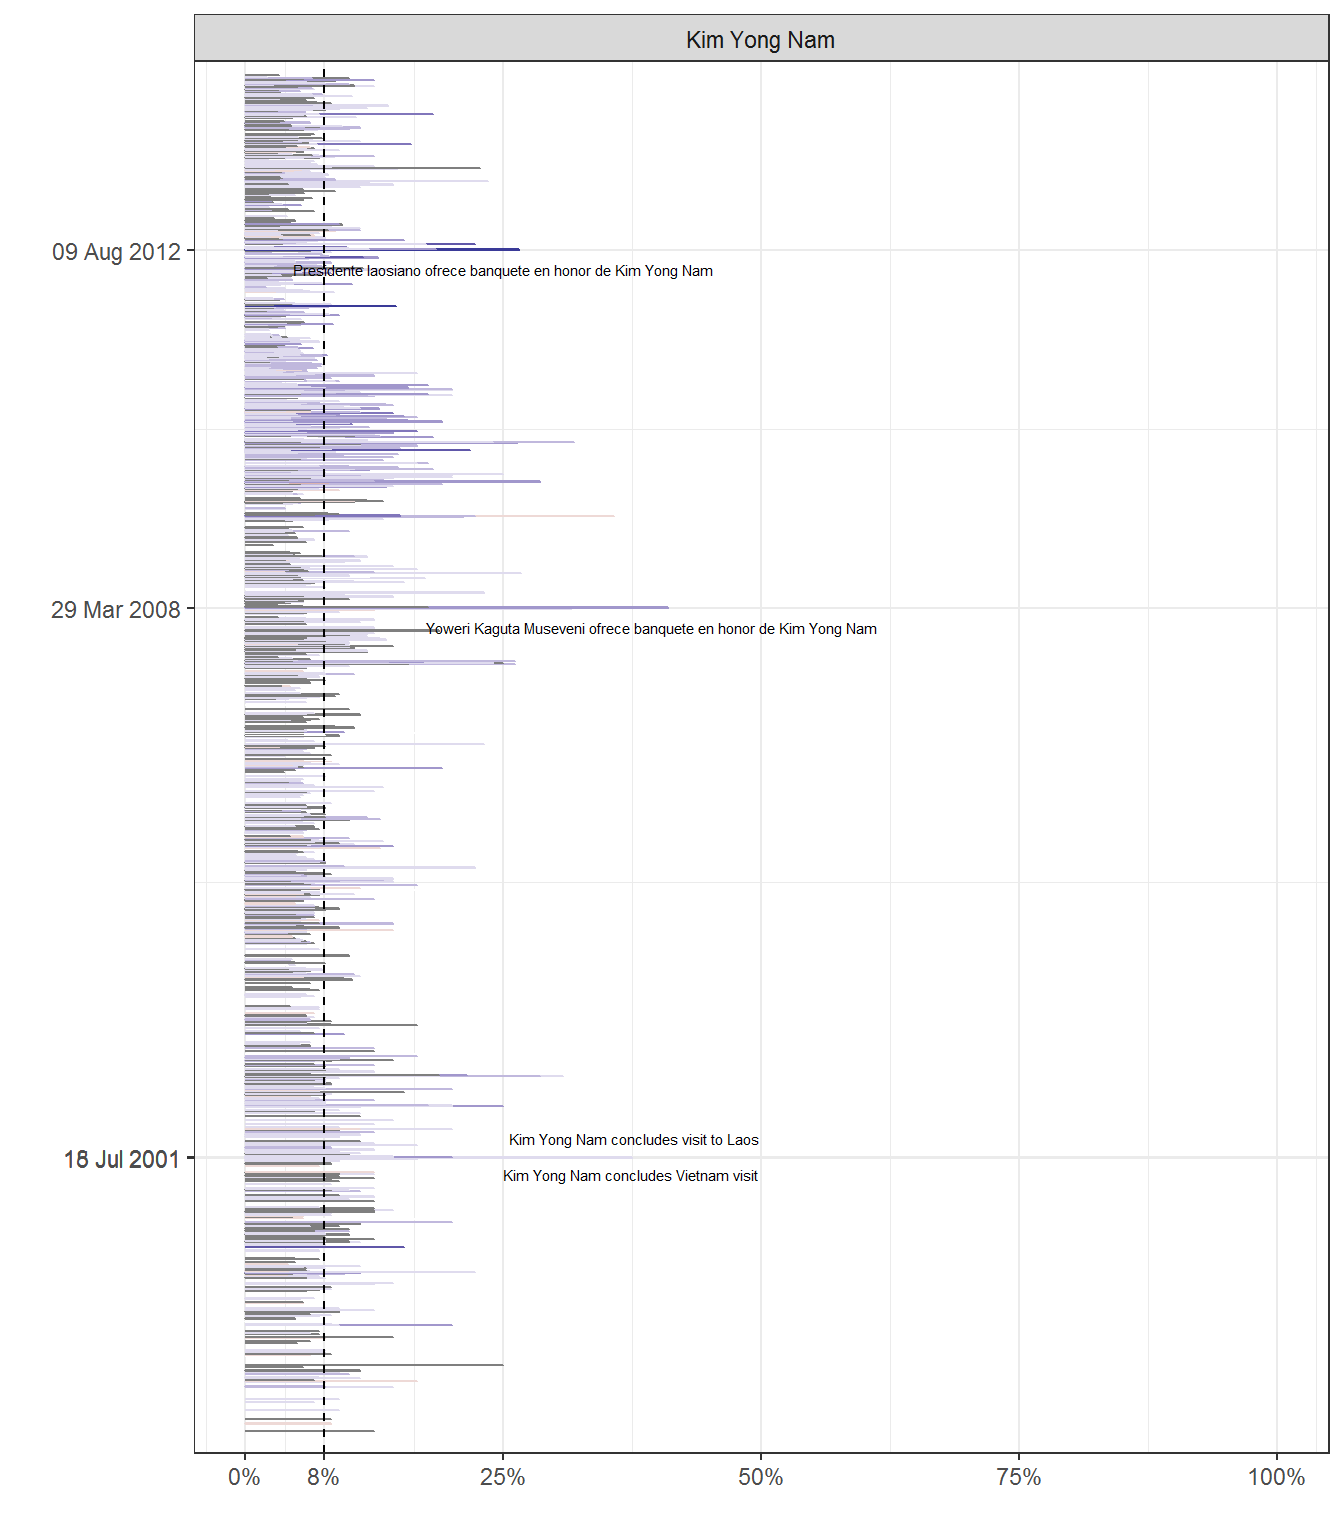 Kim Yong Nam
09 Aug 2012
Presidente laosiano ofrece banquete en honor de Kim Yong Nam
29 Mar 2008
Yoweri Kaguta Museveni ofrece banquete en honor de Kim Yong Nam
Kim Yong Nam concludes visit to Laos
18 Jul 2001
Kim Yong Nam concludes Vietnam visit
0% 8% 25% 50% 75% 100%